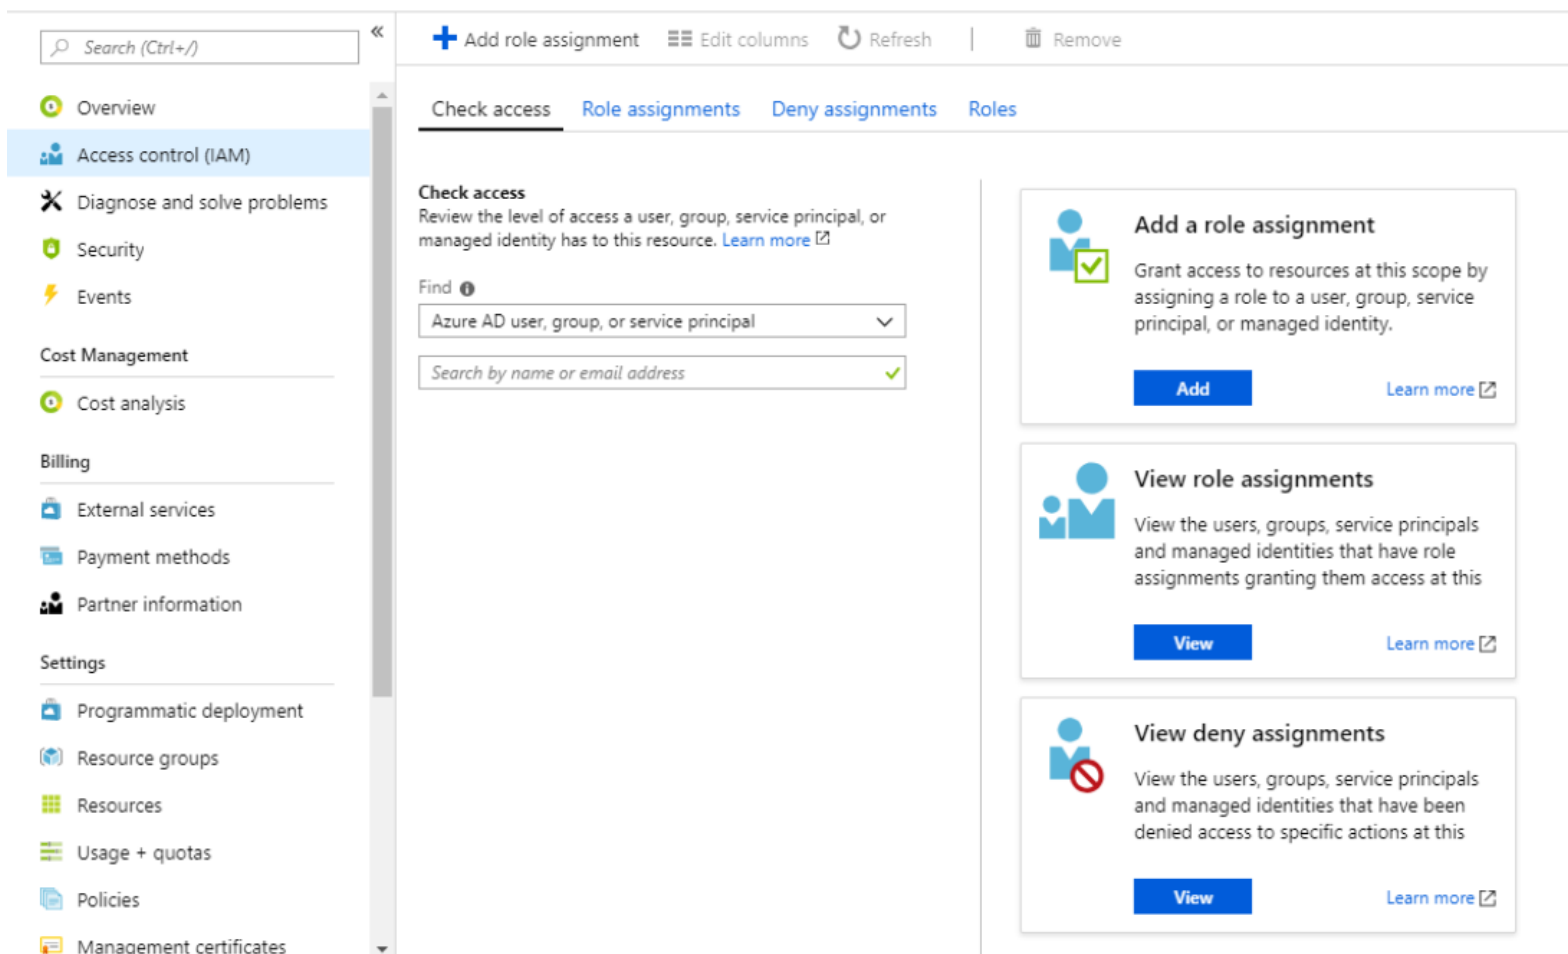 Search (Ctrl+/)
«
Overview
Access control (IAM)
Diagnose and solve problems
Security
Events
Cost Management
Cost analysis
Billing
External services
Payment methods
Partner information
Settings
Programmatic deployment
Resource groups
Resources
Usage + quotas
Policies
Management certificates
Add role assignment
Edit columns
Refresh
Remove
Check access
Role assignments
Deny assignments
Roles
Check access
Review the level of access a user, group, service principal, or
managed identity has to this resource. Learn more
Find
Azure AD user, group, or service principal
Search by name or email address
Add a role assignment
Grant access to resources at this scope by
assigning a role to a user, group, service
principal, or managed identity.
Add
Learn more
View role assignments
View the users, groups, service principals
and managed identities that have role
assignments granting them access at this
View
Learn more
View deny assignments
View the users, groups, service principals
and managed identities that have been
denied access to specific actions at this
View
Learn more